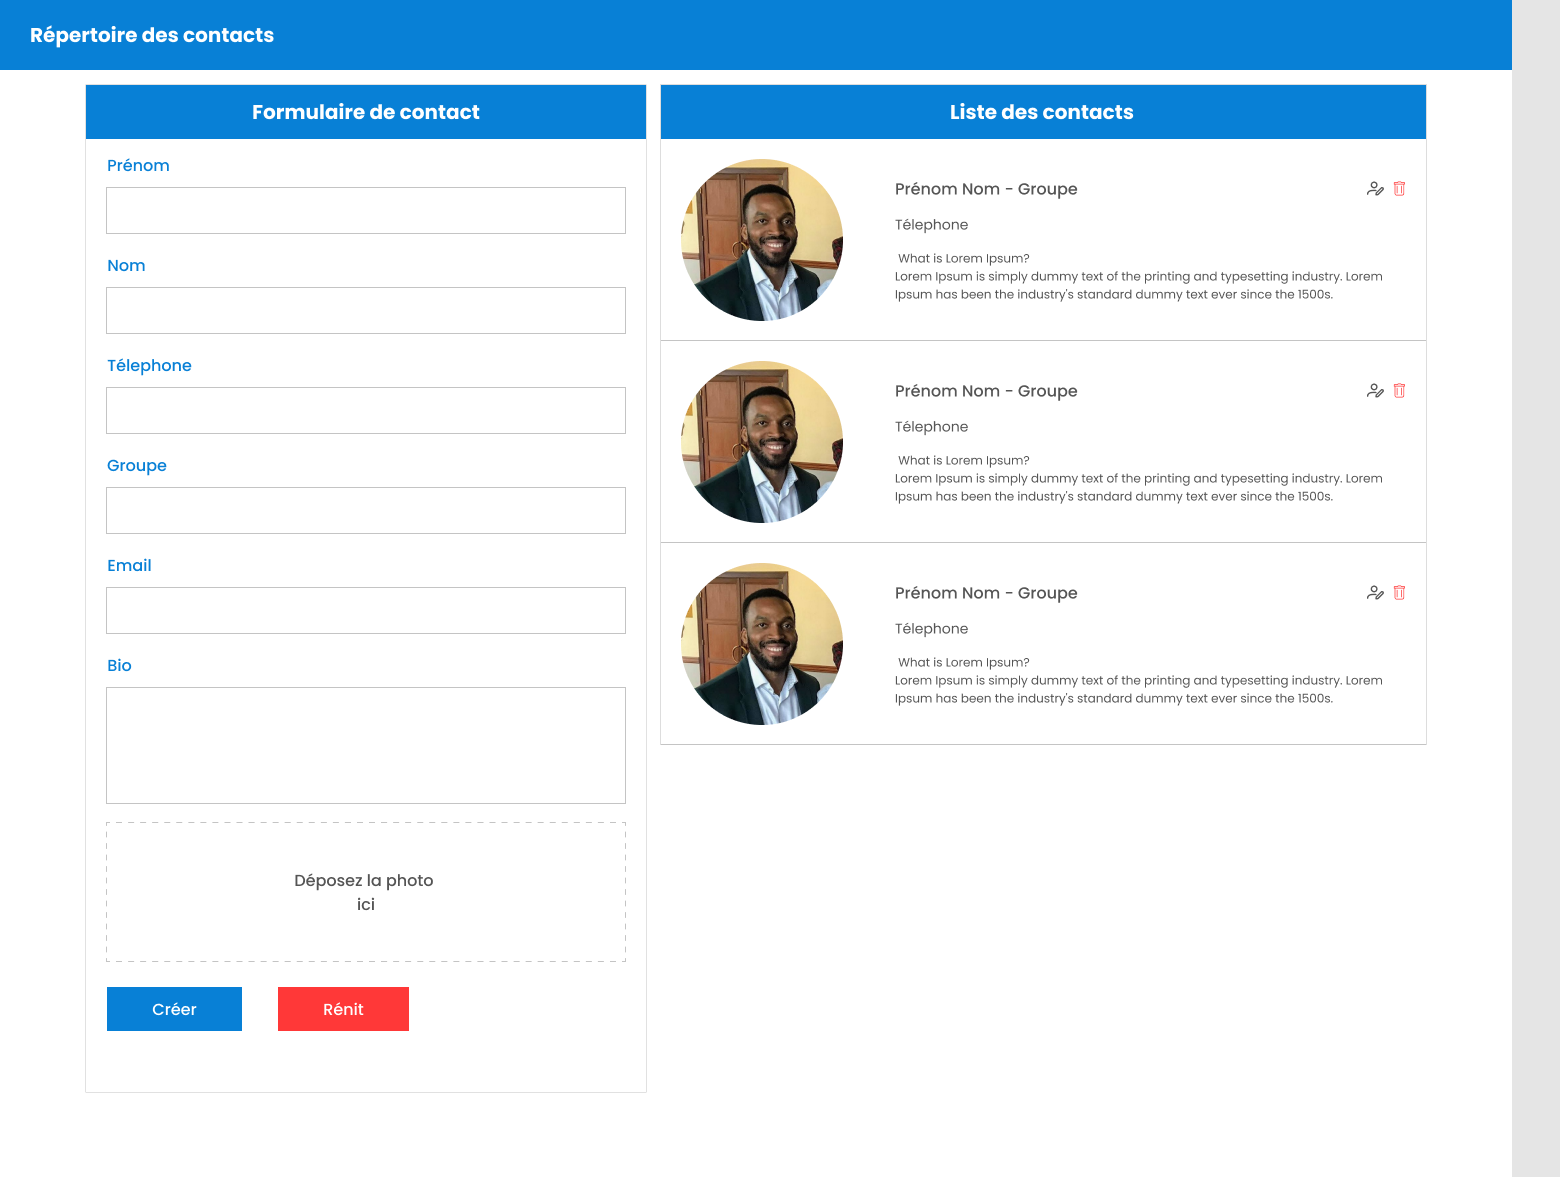 Répertoire des contacts
Formulaire de contact
Prénom
Nom
Télephone
Groupe
Email
Bio
Déposez la photo
ici
Créer
Rénit
Liste des contacts
Prénom Nom - Groupe
Télephone
What is Lorem Ipsum?
Lorem Ipsum is simply dummy text of the printing and typesetting industry. Lorem
Ipsum has been the industry's standard dummy text ever since the 1500s.
Prénom Nom - Groupe
Télephone
What is Lorem Ipsum?
Lorem Ipsum is simply dummy text of the printing and typesetting industry. Lorem
Ipsum has been the industry's standard dummy text ever since the 1500s.
Prénom Nom - Groupe
Télephone
What is Lorem Ipsum?
Lorem Ipsum is simply dummy text of the printing and typesetting industry. Lorem
Ipsum has been the industry's standard dummy text ever since the 1500s.